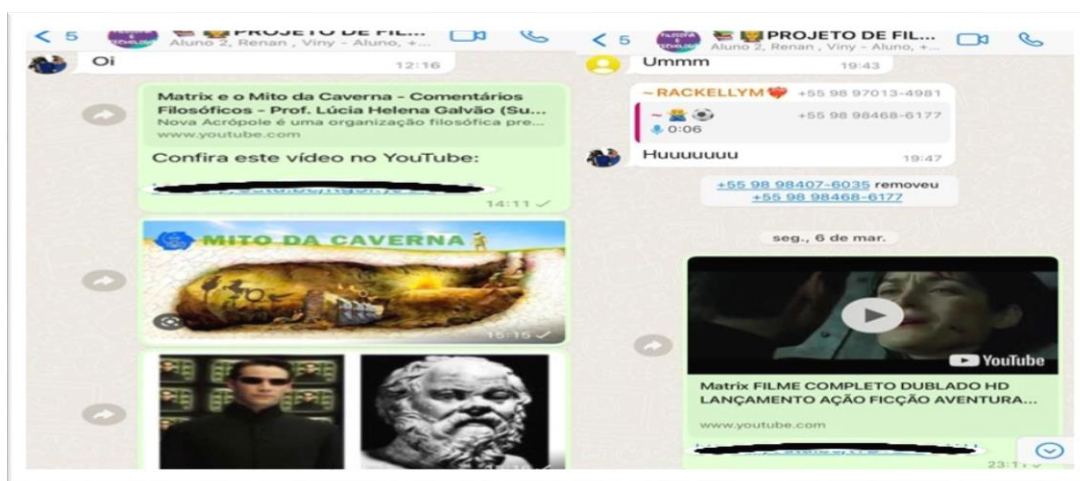 5
PROJETO DE FIL...
Aluno 2, Renan , Viny - Aluno, +...
Oi
12:16
Matrix e o Mito da Caverna - Comentários
Filosóficos - Prof. Lúcia Helena Galvão (Su...
Nova Acrópole é uma organização filosófica pre...
www.youtube.com
Confira este vídeo no YouTube:
14:11
MITO DA CAVERNA
15:15
5
PROJETO DE FIL...
Aluno 2, Renan , Viny - Aluno, +...
Ummm
19:43
~ RACKELLYM +55 98 97013-4981
~ +55 98 98468-6177
0:06
Huuuuuuu
19:47
+55 98 98407-6035 removeu
+55 98 98468-6177
seg., 6 de mar.
YouTube
Matrix FILME COMPLETO DUBLADO HD
LANÇAMENTO AÇÃO FICÇÃO AVENTURA...
www.youtube.com
23:11